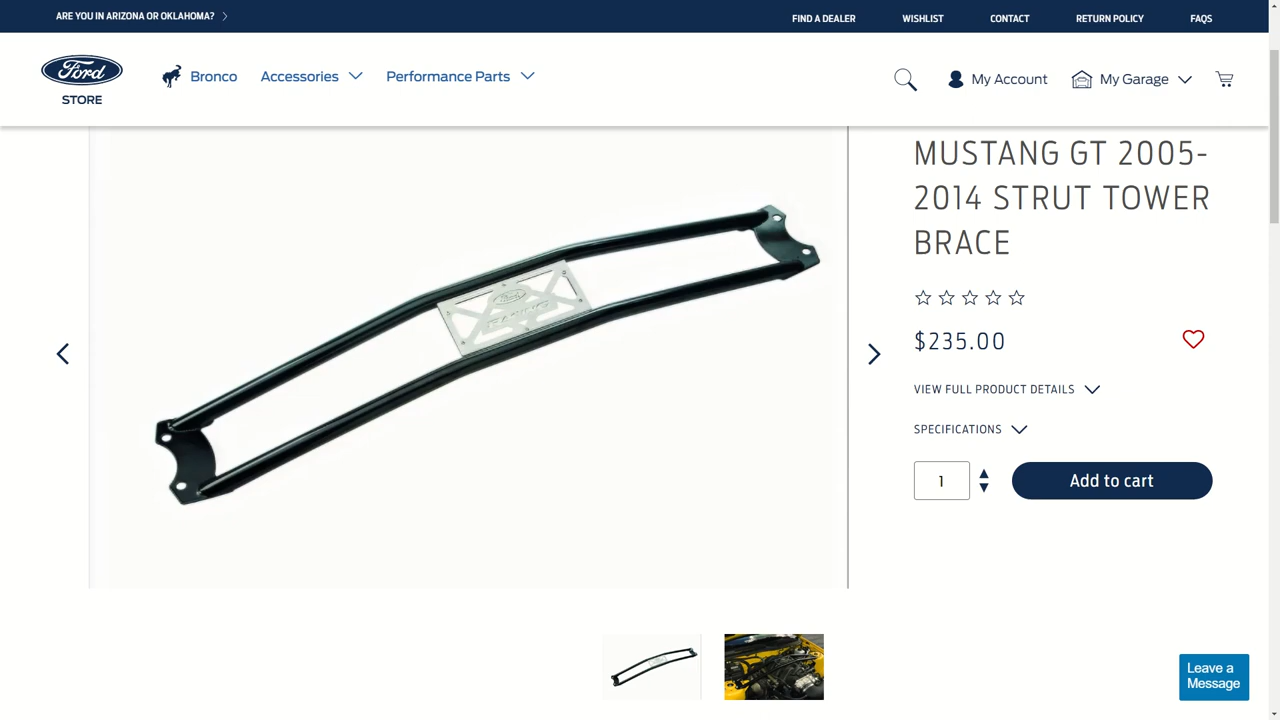 ARE YOU IN ARIZONA OR OKLAHOMA?
FIND A DEALER
WISHLIST
CONTACT
RETURN POLICY
FAQS
Ford
STORE
Bronco
Accessories
Performance Parts
My Account
My Garage
MUSTANG GT 2005-
2014 STRUT TOWER
BRACE
$235.00
VIEW FULL PRODUCT DETAILS
SPECIFICATIONS
1
Add to cart
Ford
RACING
Leave a
Message